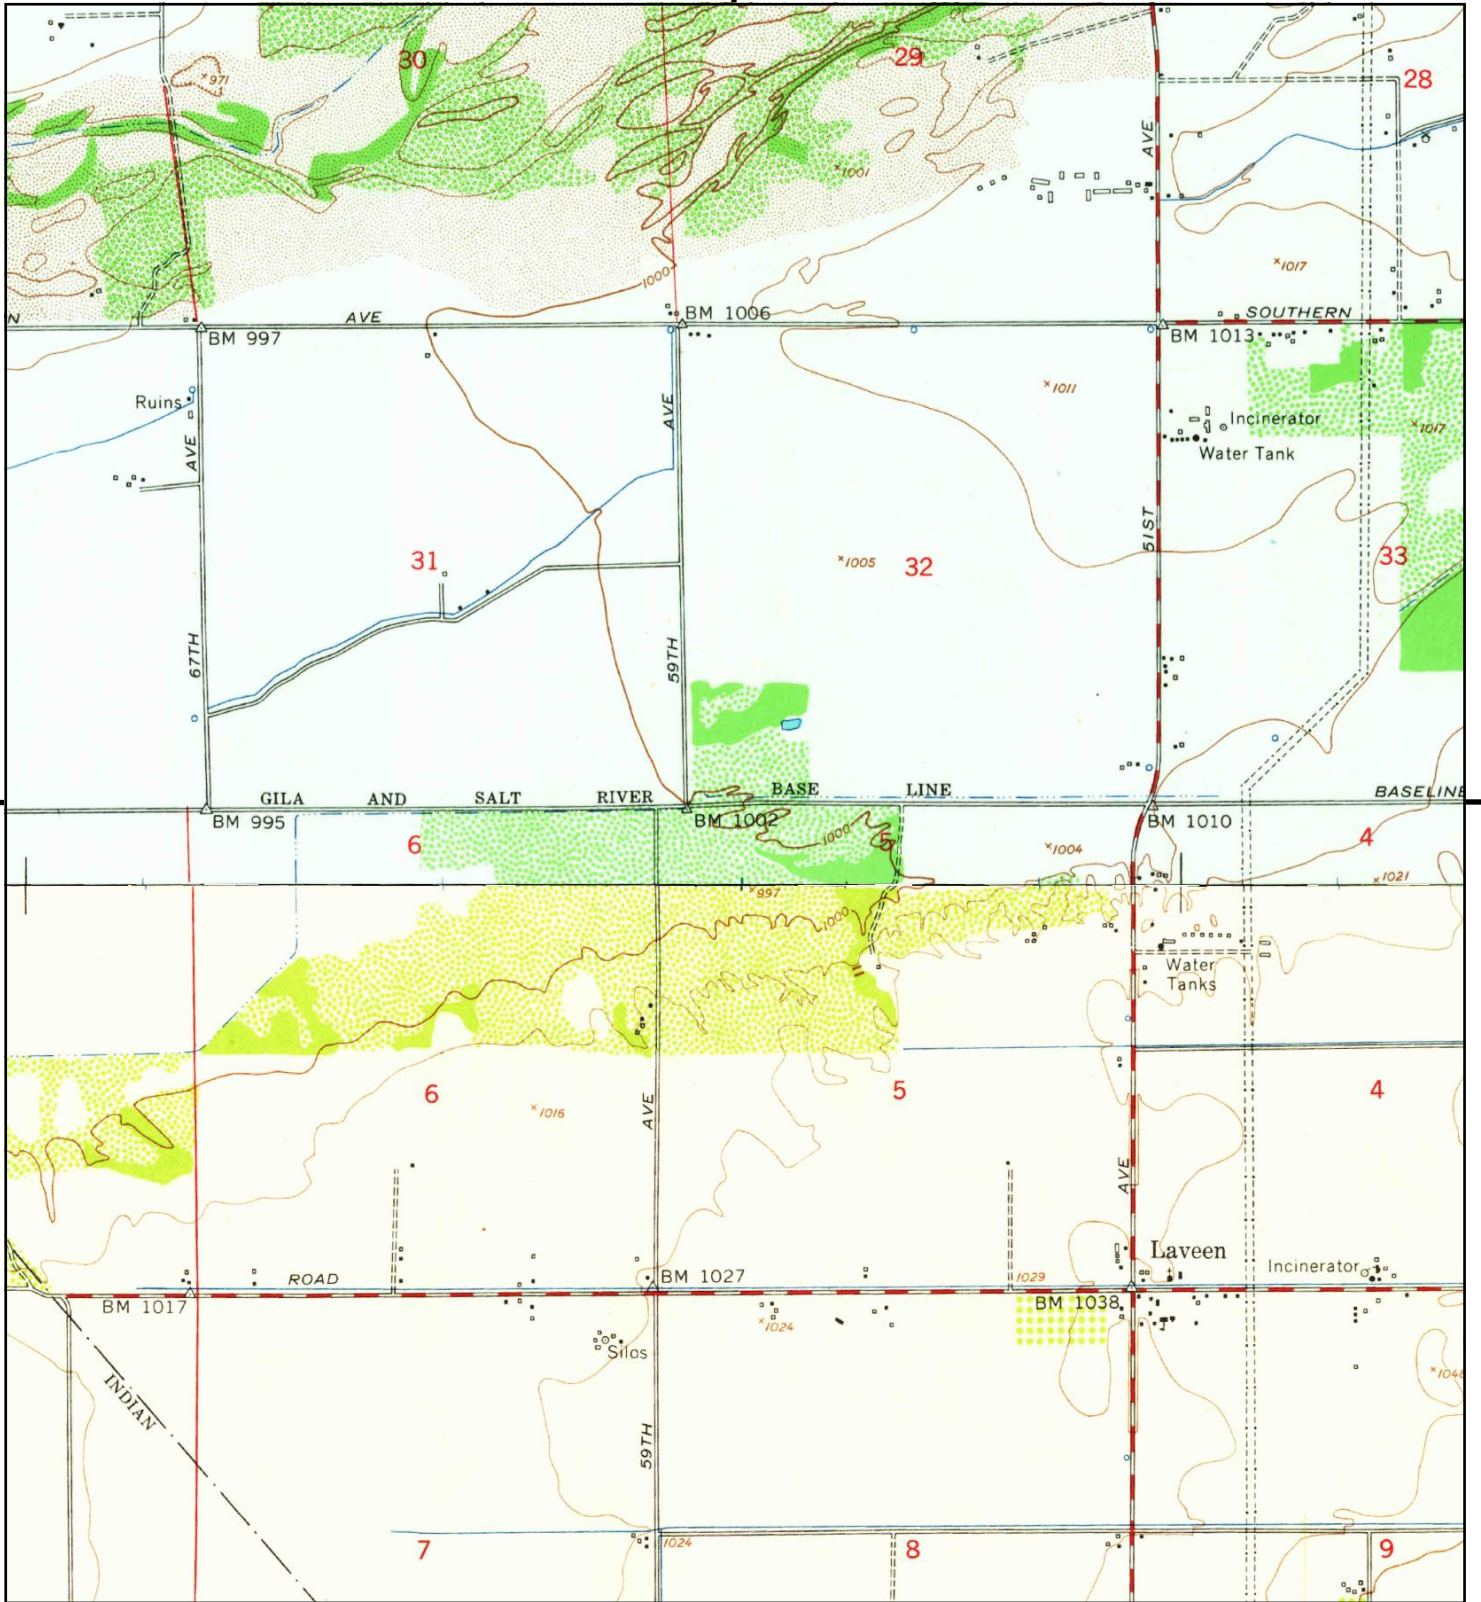 30
29
28
×971
×1001
AVE
×1017
1000
N
AVE
BM 1006
SOUTHERN
BM 997
BM 1013
×1011
Ruins
AVE
AVE
Incinerator
×1017
Water Tank
51ST
31
×1005
32
33
67TH
59TH
GILA AND SALT RIVER BASE LINE
BASELINE
BM 995
BM 1002
BM 1010
6
1000
5
×1004
4
×1021
×997
1000
Water
Tanks
6
5
4
×1016
AVE
AVE
Laveen
ROAD
BM 1027
1029
Incinerator
BM 1017
BM 1038
×1024
Silos
×1048
INDIAN
59TH
7
1024
8
9